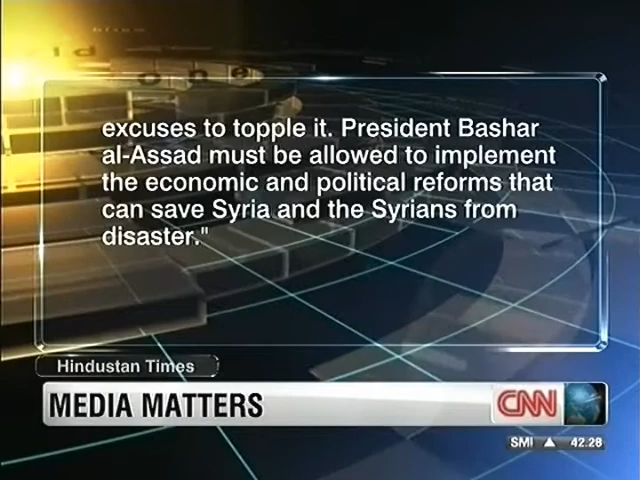 excuses to topple it. President Bashar
al-Assad must be allowed to implement
the economic and political reforms that
can save Syria and the Syrians from
disaster."
Hindustan Times
MEDIA MATTERS
CNN
SMI ▲ 42.28